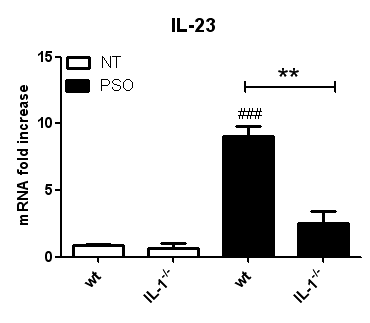 IL-23
mRNA fold increase
15
10
5
0
NT
PSO
**
###
wt
IL-1-/-
wt
IL-1-/-